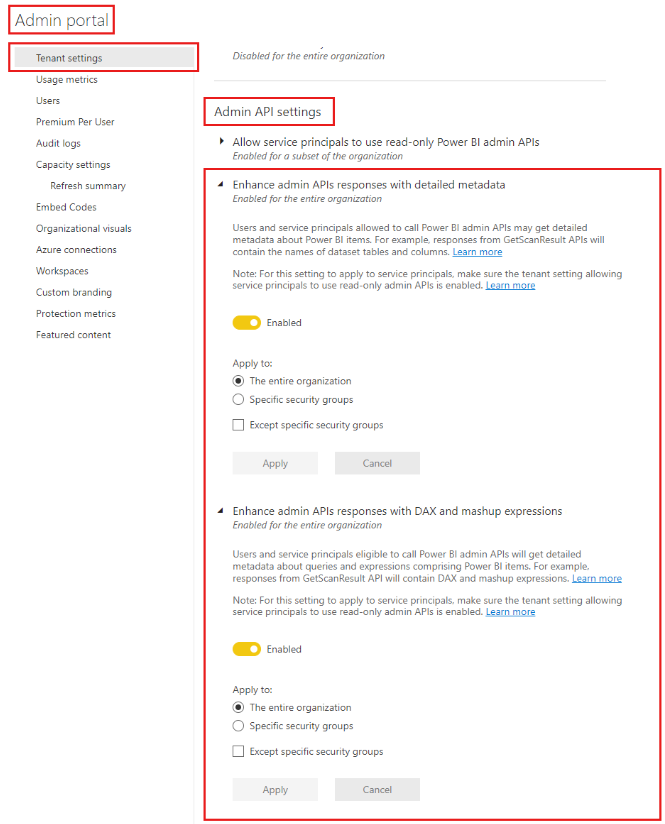 Admin portal
Tenant settings
Usage metrics
Users
Premium Per User
Audit logs
Capacity settings
Refresh summary
Embed Codes
Organizational visuals
Azure connections
Workspaces
Custom branding
Protection metrics
Featured content
Disabled for the entire organization
Admin API settings
Allow service principals to use read-only Power BI admin APIs
Enabled for a subset of the organization
Enhance admin APIs responses with detailed metadata
Enabled for the entire organization
Users and service principals allowed to call Power BI admin APIs may get detailed
metadata about Power BI items. For example, responses from GetScanResult APIs will
contain the names of dataset tables and columns. Learn more
Note: For this setting to apply to service principals, make sure the tenant setting allowing
service principals to use read-only admin APIs is enabled. Learn more
Enabled
Apply to:
The entire organization
Specific security groups
Except specific security groups
Apply Cancel
Enhance admin APIs responses with DAX and mashup expressions
Enabled for the entire organization
Users and service principals eligible to call Power BI admin APIs will get detailed
metadata about queries and expressions comprising Power BI items. For example,
responses from GetScanResult API will contain DAX and mashup expressions. Learn more
Note: For this setting to apply to service principals, make sure the tenant setting allowing
service principals to use read-only admin APIs is enabled. Learn more
Enabled
Apply to:
The entire organization
Specific security groups
Except specific security groups
Apply Cancel